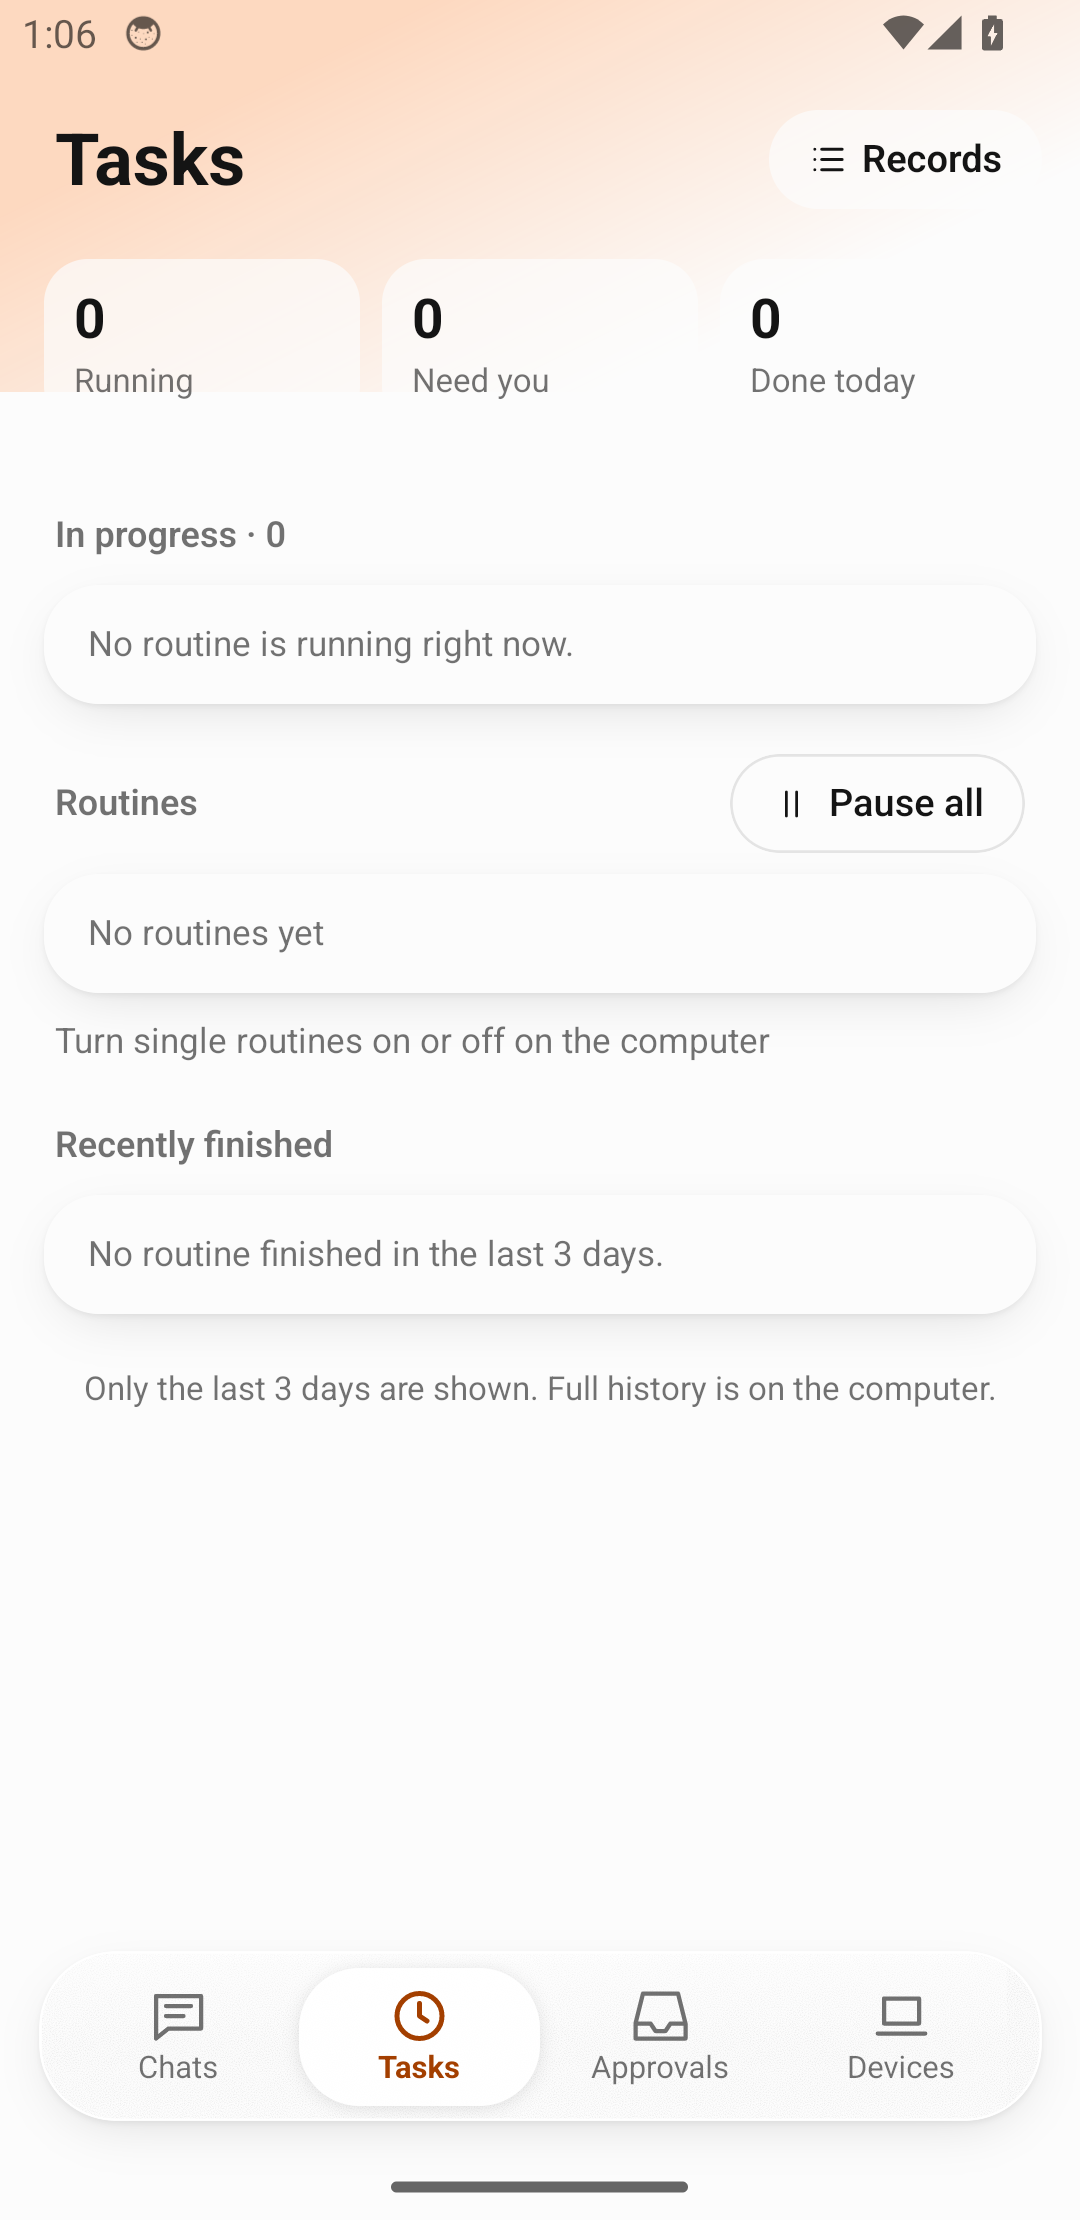 1:06
Tasks
Records
0
Running
0
Need you
0
Done today
In progress · 0
No routine is running right now.
Routines
Pause all
No routines yet
Turn single routines on or off on the computer
Recently finished
No routine finished in the last 3 days.
Only the last 3 days are shown. Full history is on the computer.
Chats
Tasks
Approvals
Devices